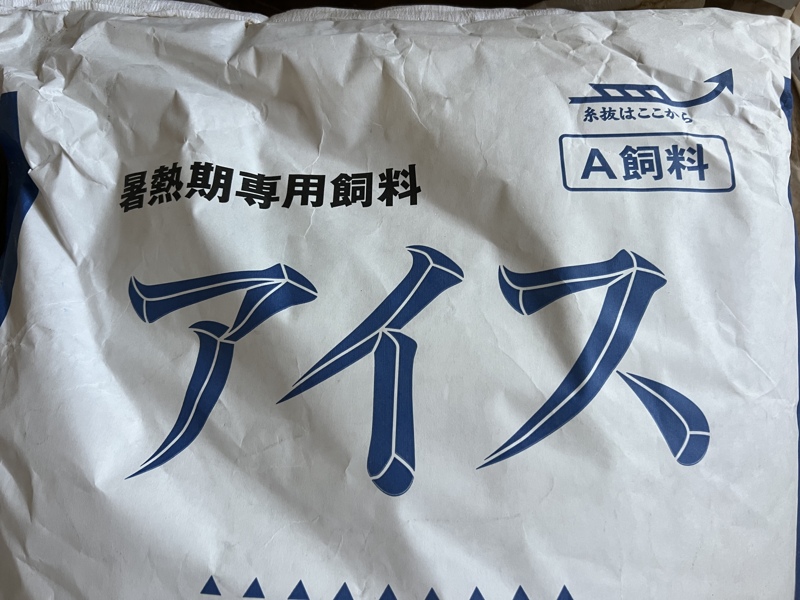 糸抜はここから
A飼料
暑熱期専用飼料
アイス